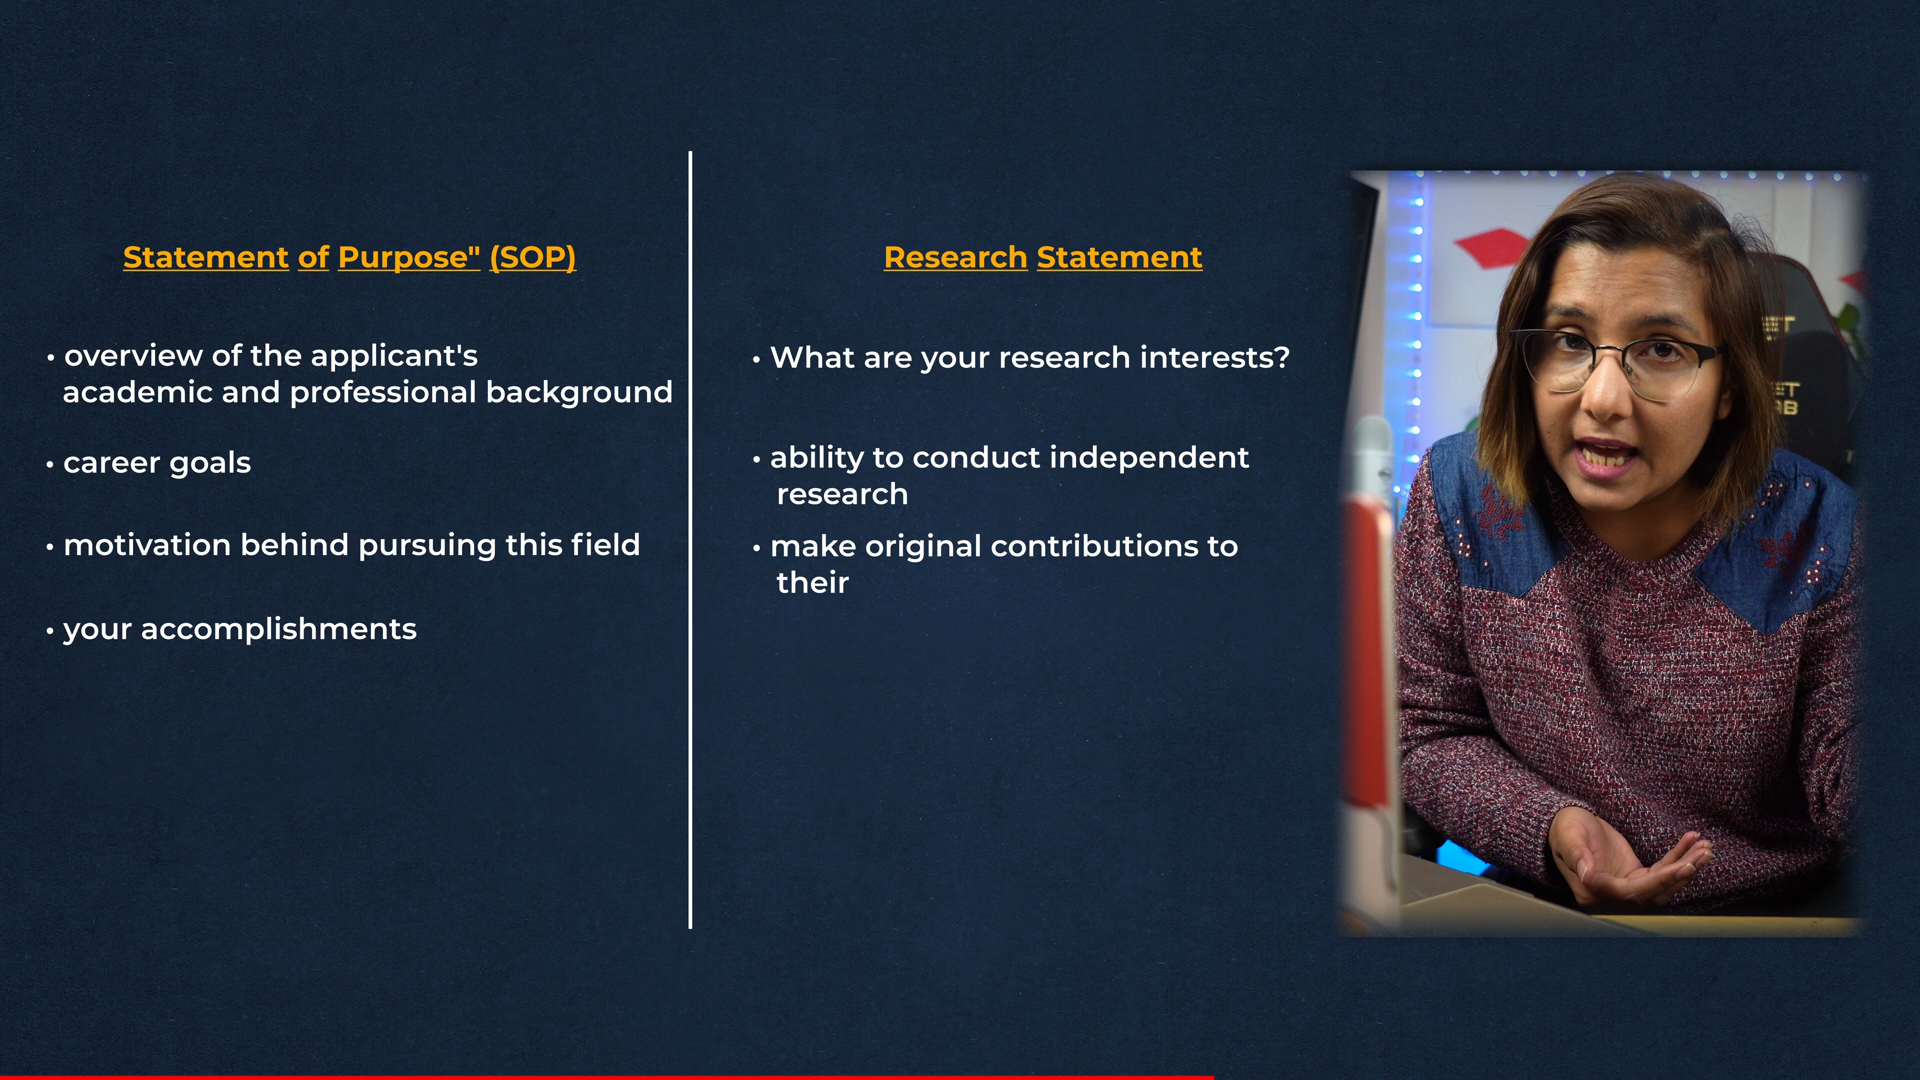 Statement of Purpose" (SOP)
• overview of the applicant's
academic and professional background
• career goals
• motivation behind pursuing this field
• your accomplishments
Research Statement
• What are your research interests?
• ability to conduct independent
research
• make original contributions to
their